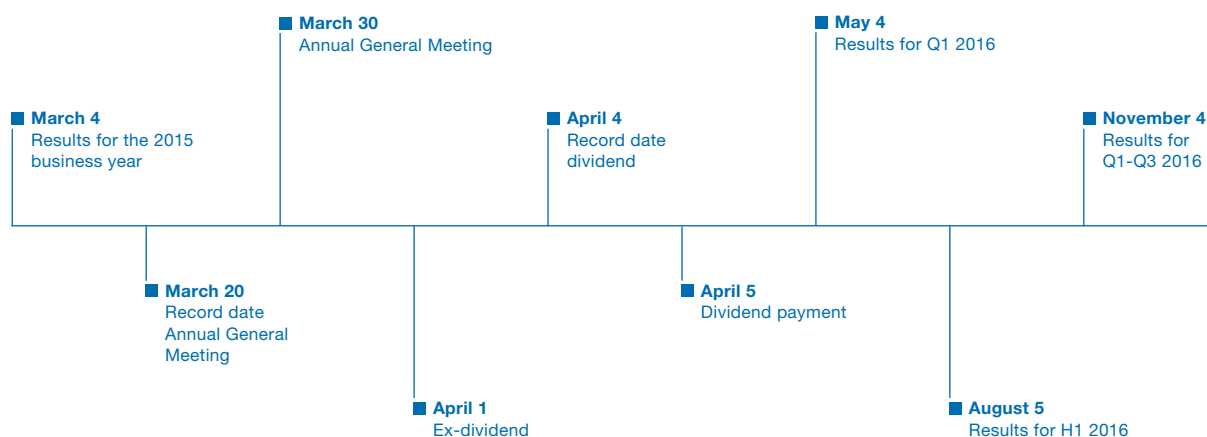 March 4
Results for the 2015
business year
March 20
Record date
Annual General
Meeting
March 30
Annual General Meeting
April 1
Ex-dividend
April 4
Record date
dividend
April 5
Dividend payment
May 4
Results for Q1 2016
August 5
Results for H1 2016
November 4
Results for
Q1-Q3 2016